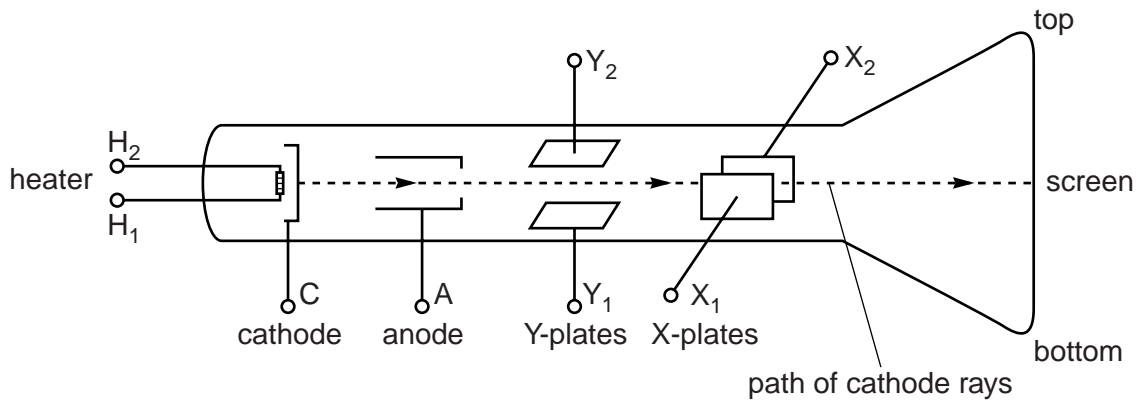 top
Y₂
X₂
H₂
heater
H₁
screen
C
A
Y₁
X₁
cathode
anode
Y-plates
X-plates
bottom
path of cathode rays